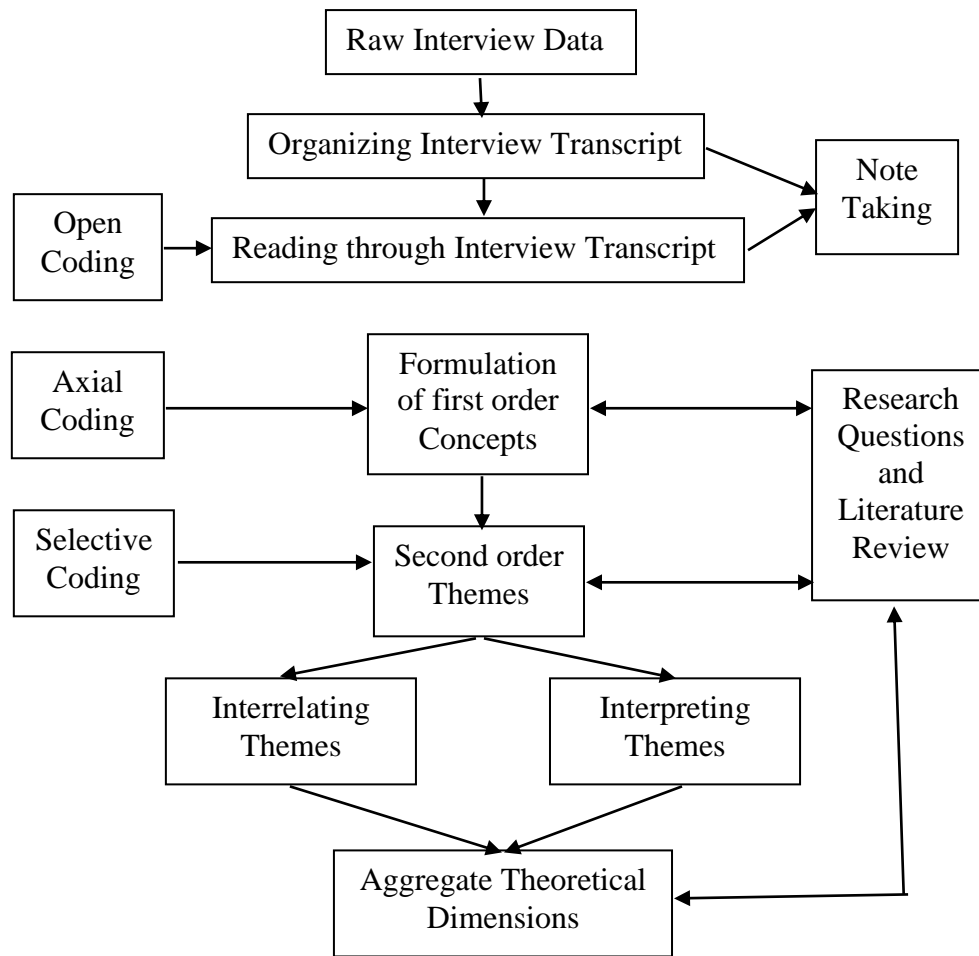 Raw Interview Data
Organizing Interview Transcript
Note
Taking
Open
Coding
Reading through Interview Transcript
Axial
Coding
Formulation
of first order
Concepts
Research
Questions
and
Literature
Review
Selective
Coding
Second order
Themes
Interrelating
Themes
Interpreting
Themes
Aggregate Theoretical
Dimensions